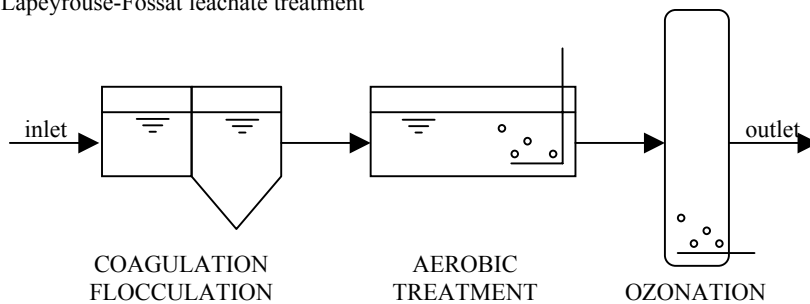 Lapeyrouse-Fossat leachate treatment
inlet
outlet
COAGULATION
FLOCCULATION
AEROBIC
TREATMENT
OZONATION